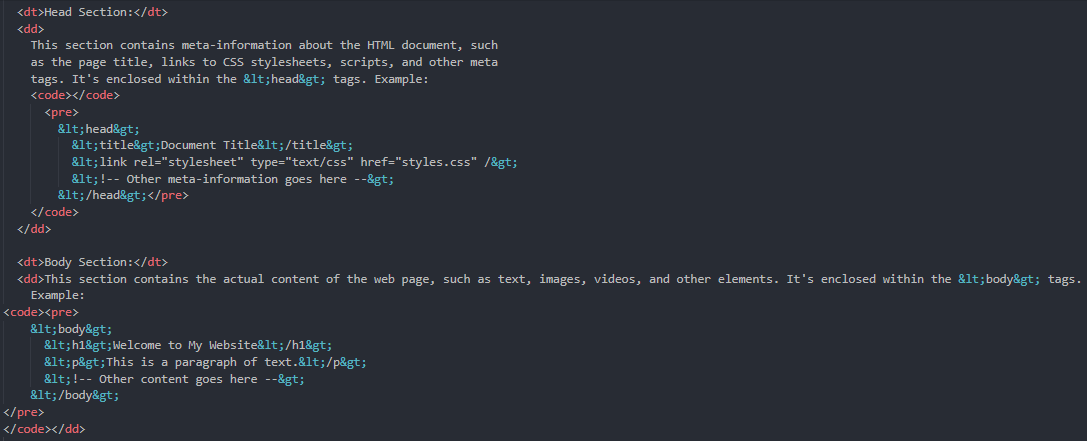 <dt>Head Section:</dt>
<dd>
This section contains meta-information about the HTML document, such
as the page title, links to CSS stylesheets, scripts, and other meta
tags. It's enclosed within the &lt;head&gt; tags. Example:
<code></code>
<pre>
&lt;head&gt;
&lt;title&gt;Document Title&lt;/title&gt;
&lt;link rel="stylesheet" type="text/css" href="styles.css" /&gt;
&lt;!-- Other meta-information goes here --&gt;
&lt;/head&gt;</pre>
</code>
</dd>
<dt>Body Section:</dt>
<dd>This section contains the actual content of the web page, such as text, images, videos, and other elements. It's enclosed within the &lt;body&gt; tags.
Example:
<code><pre>
&lt;body&gt;
&lt;h1&gt;Welcome to My Website&lt;/h1&gt;
&lt;p&gt;This is a paragraph of text.&lt;/p&gt;
&lt;!-- Other content goes here --&gt;
&lt;/body&gt;
</pre>
</code></dd>